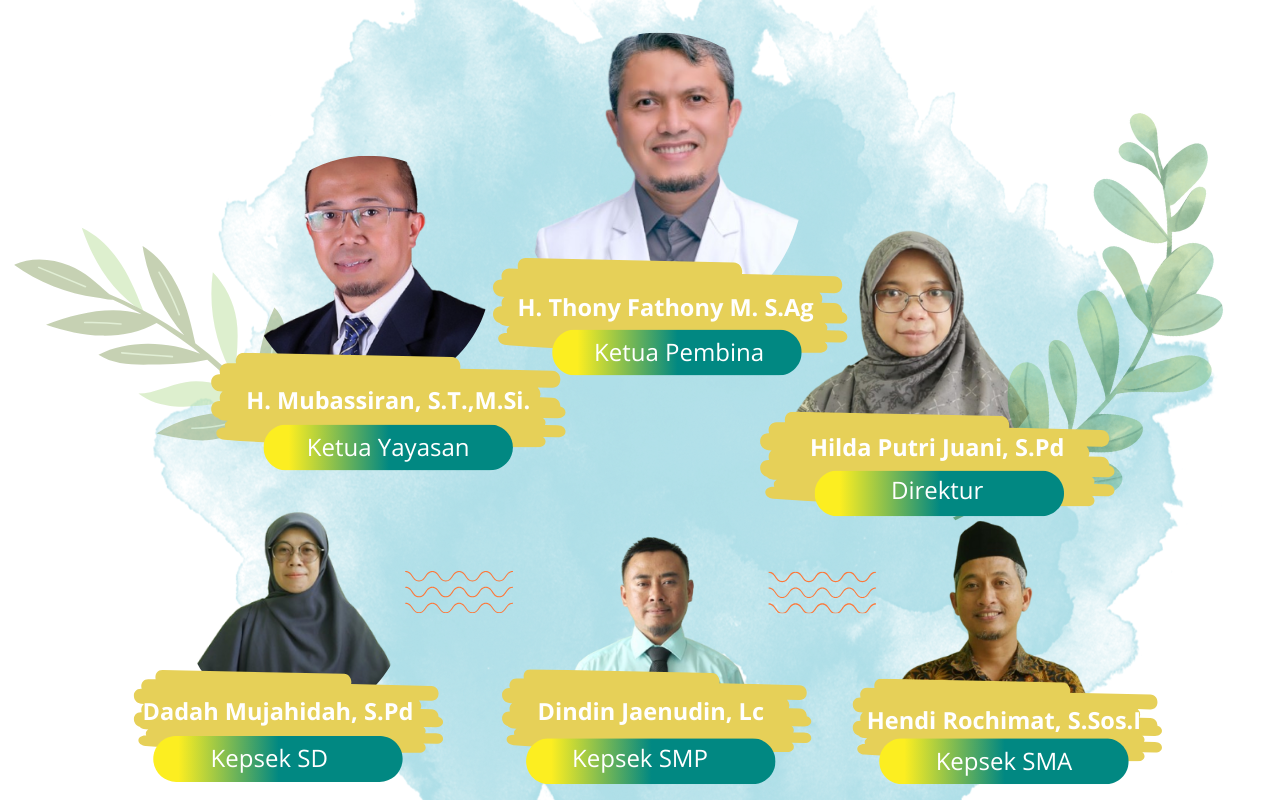 H. Thony Fathony M. S.Ag
Ketua Pembina
H. Mubassiran, S.T.,M.Si.
Ketua Yayasan
Hilda Putri Juani, S.Pd
Direktur
Dadah Mujahidah, S.Pd
Kepsek SD
Dindin Jaenudin, Lc
Kepsek SMP
Hendi Rochimat, S.Sos.I
Kepsek SMA